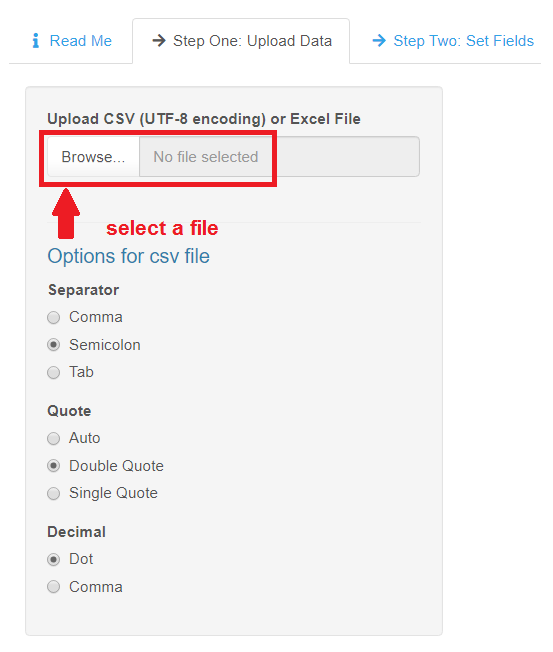 Read Me
Step One: Upload Data
Step Two: Set Fields
Upload CSV (UTF-8 encoding) or Excel File
Browse... No file selected
select a file
Options for csv file
Separator
Comma
Semicolon
Tab
Quote
Auto
Double Quote
Single Quote
Decimal
Dot
Comma